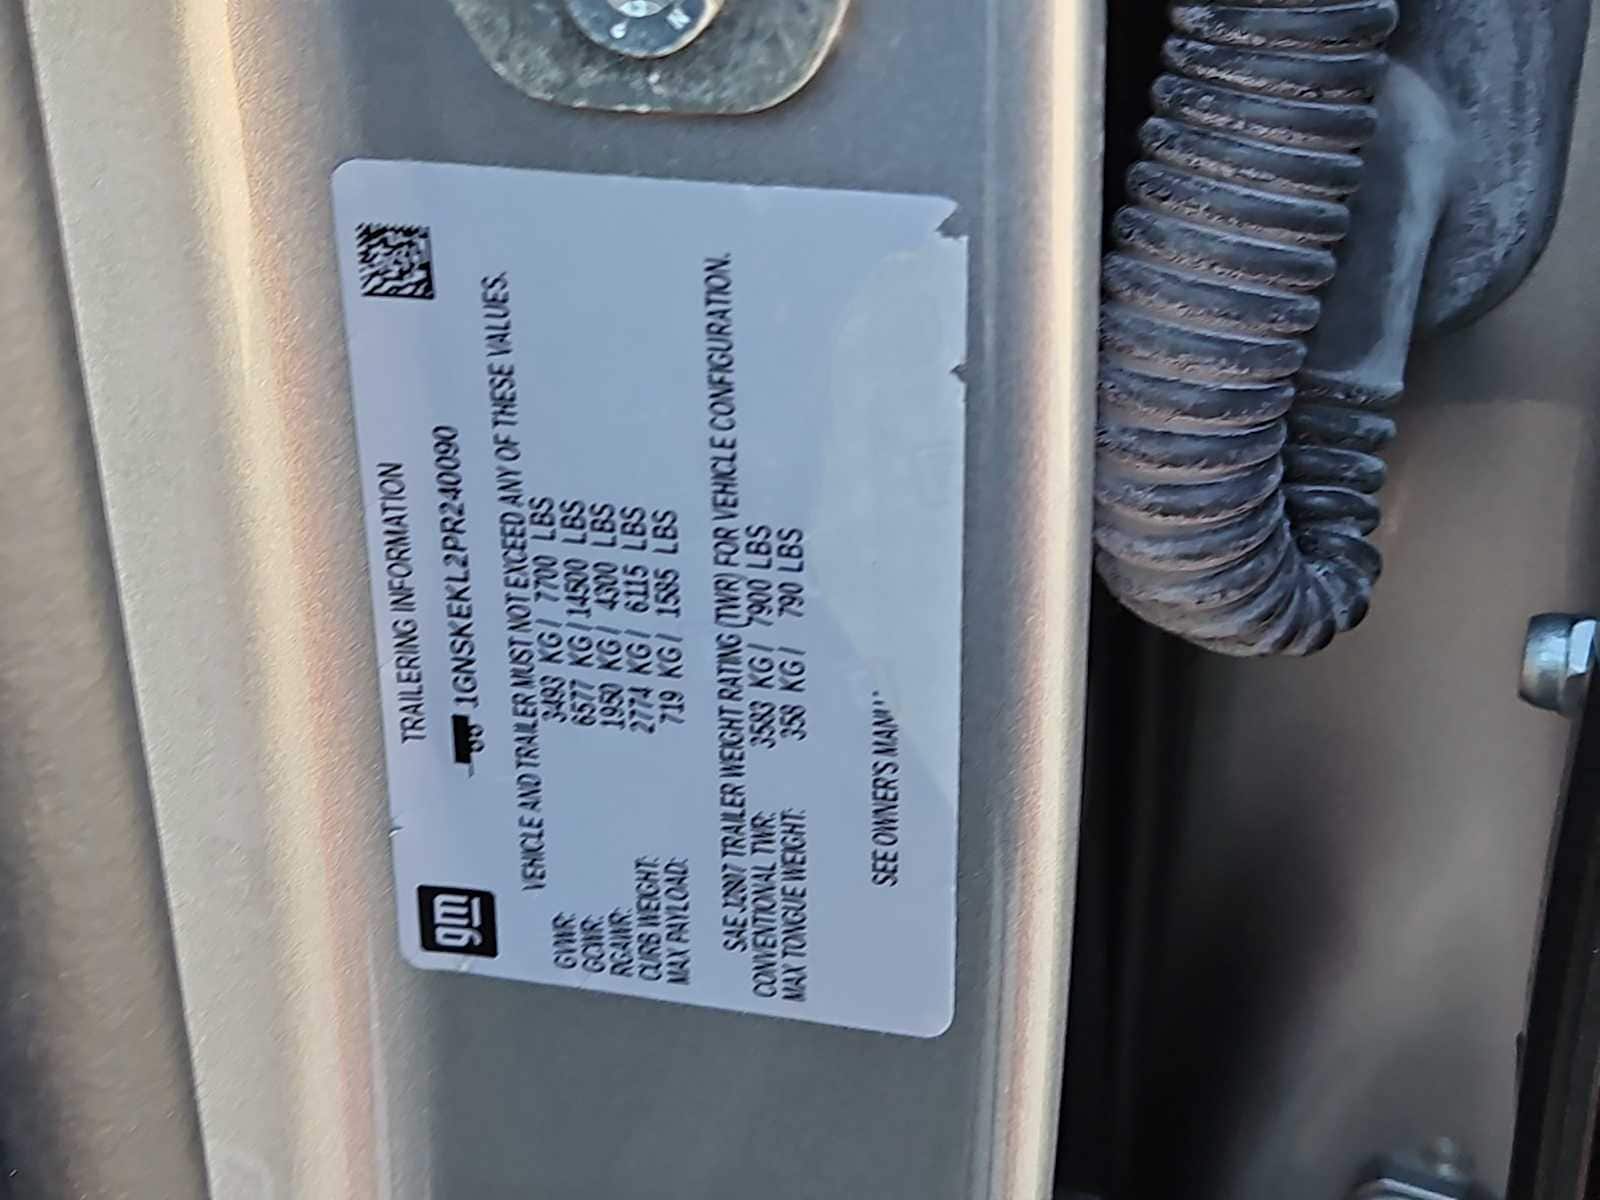 gm
TRAILERING INFORMATION
1GNSKEKL2PR240090
VEHICLE AND TRAILER MUST NOT EXCEED ANY OF THESE VALUES.
GVWR: 3493 KG / 7700 LBS
GCWR: 6577 KG / 14500 LBS
RGAWR: 1950 KG / 4300 LBS
CURB WEIGHT: 2774 KG / 6115 LBS
MAX PAYLOAD: 719 KG / 1585 LBS
SAE J2807 TRAILER WEIGHT RATING (TWR) FOR VEHICLE CONFIGURATION.
CONVENTIONAL TWR: 3583 KG / 7900 LBS
MAX TONGUE WEIGHT: 358 KG / 790 LBS
SEE OWNER'S